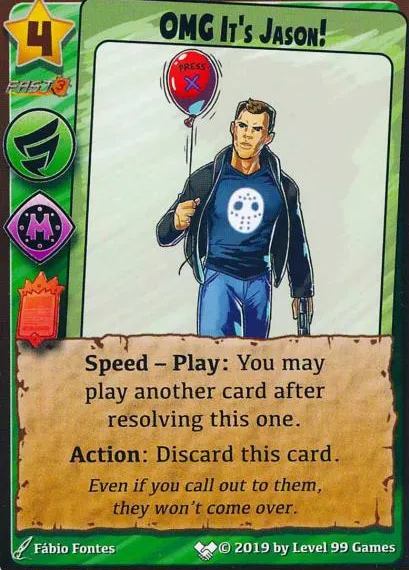 OMG It's Jason!
4
FAST 3
PRESS
X
M
Speed – Play: You may
play another card after
resolving this one.
Action: Discard this card.
Even if you call out to them,
they won't come over.
Fábio Fontes
© 2019 by Level 99 Games